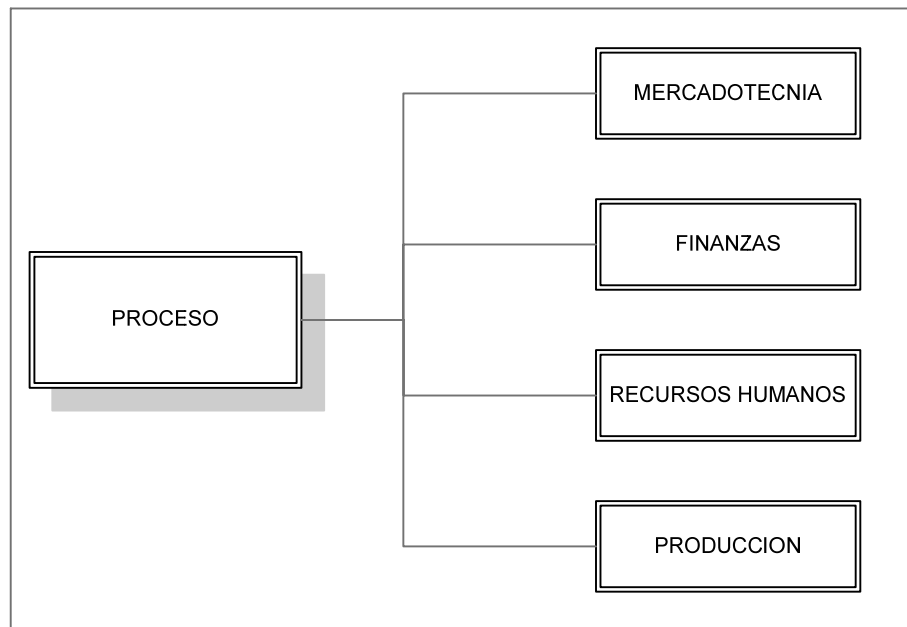 MERCADOTECNIA
FINANZAS
PROCESO
RECURSOS HUMANOS
PRODUCCION